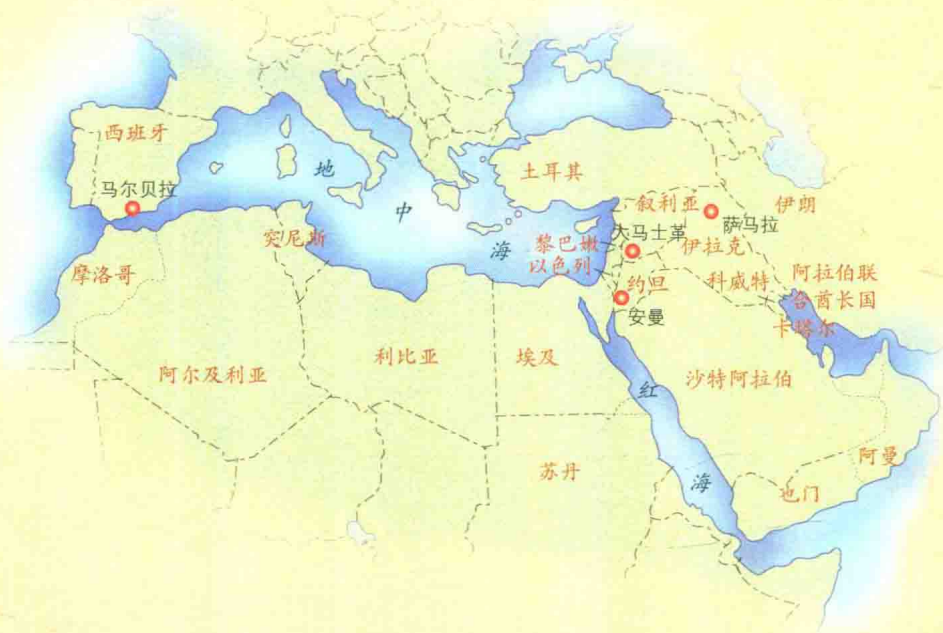 西班牙
马尔贝拉
地
中
海
土耳其
叙利亚
伊朗
萨马拉
大马士革
伊拉克
突尼斯
黎巴嫩
以色列
摩洛哥
约旦
科威特
阿拉伯联
合酋长国
卡塔尔
安曼
利比亚
埃及
阿尔及利亚
沙特阿拉伯
红
海
阿曼
苏丹
也门